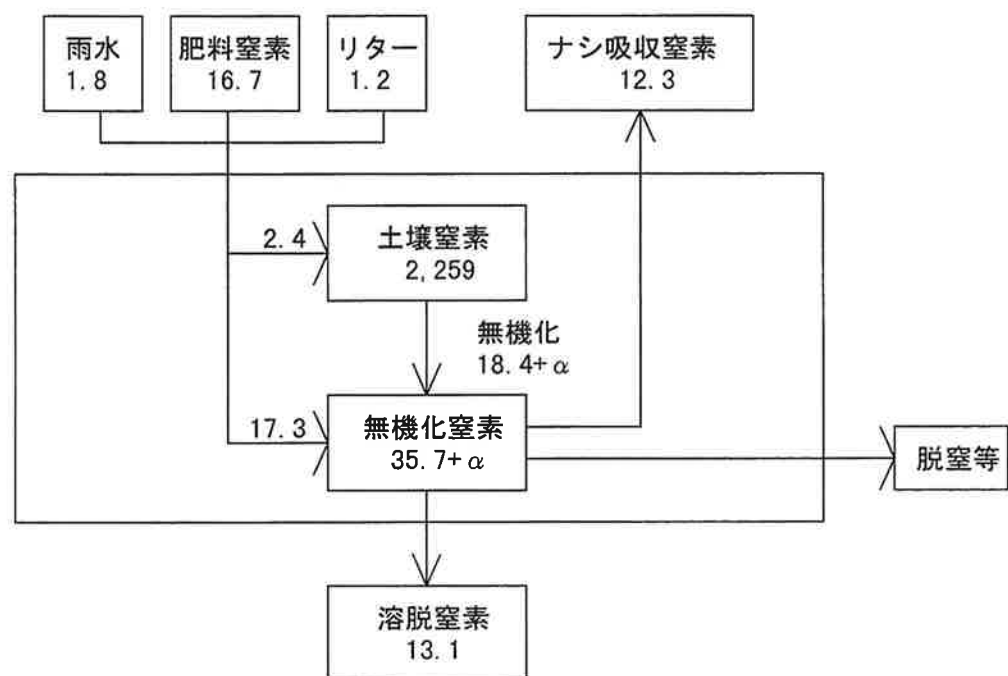 雨水
1.8
肥料窒素
16.7
リター
1.2
ナシ吸収窒素
12.3
2.4
土壌窒素
2,259
無機化
18.4+α
17.3
無機化窒素
35.7+α
脱窒等
溶脱窒素
13.1